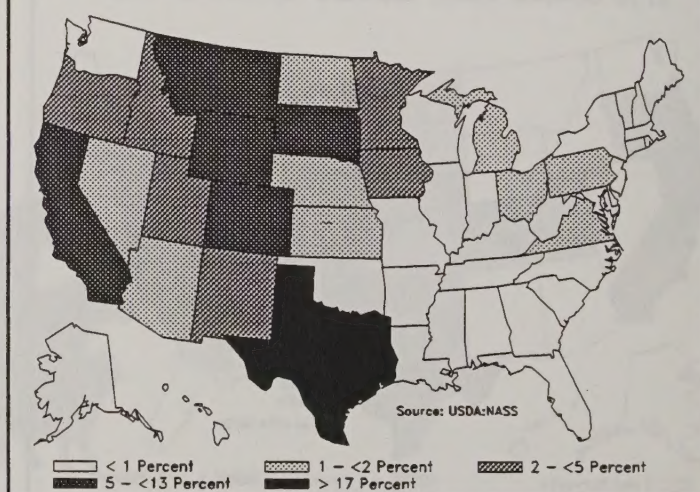 Source: USDA:NASS
< 1 Percent 1 - <2 Percent 2 - <5 Percent
5 - <13 Percent > 17 Percent